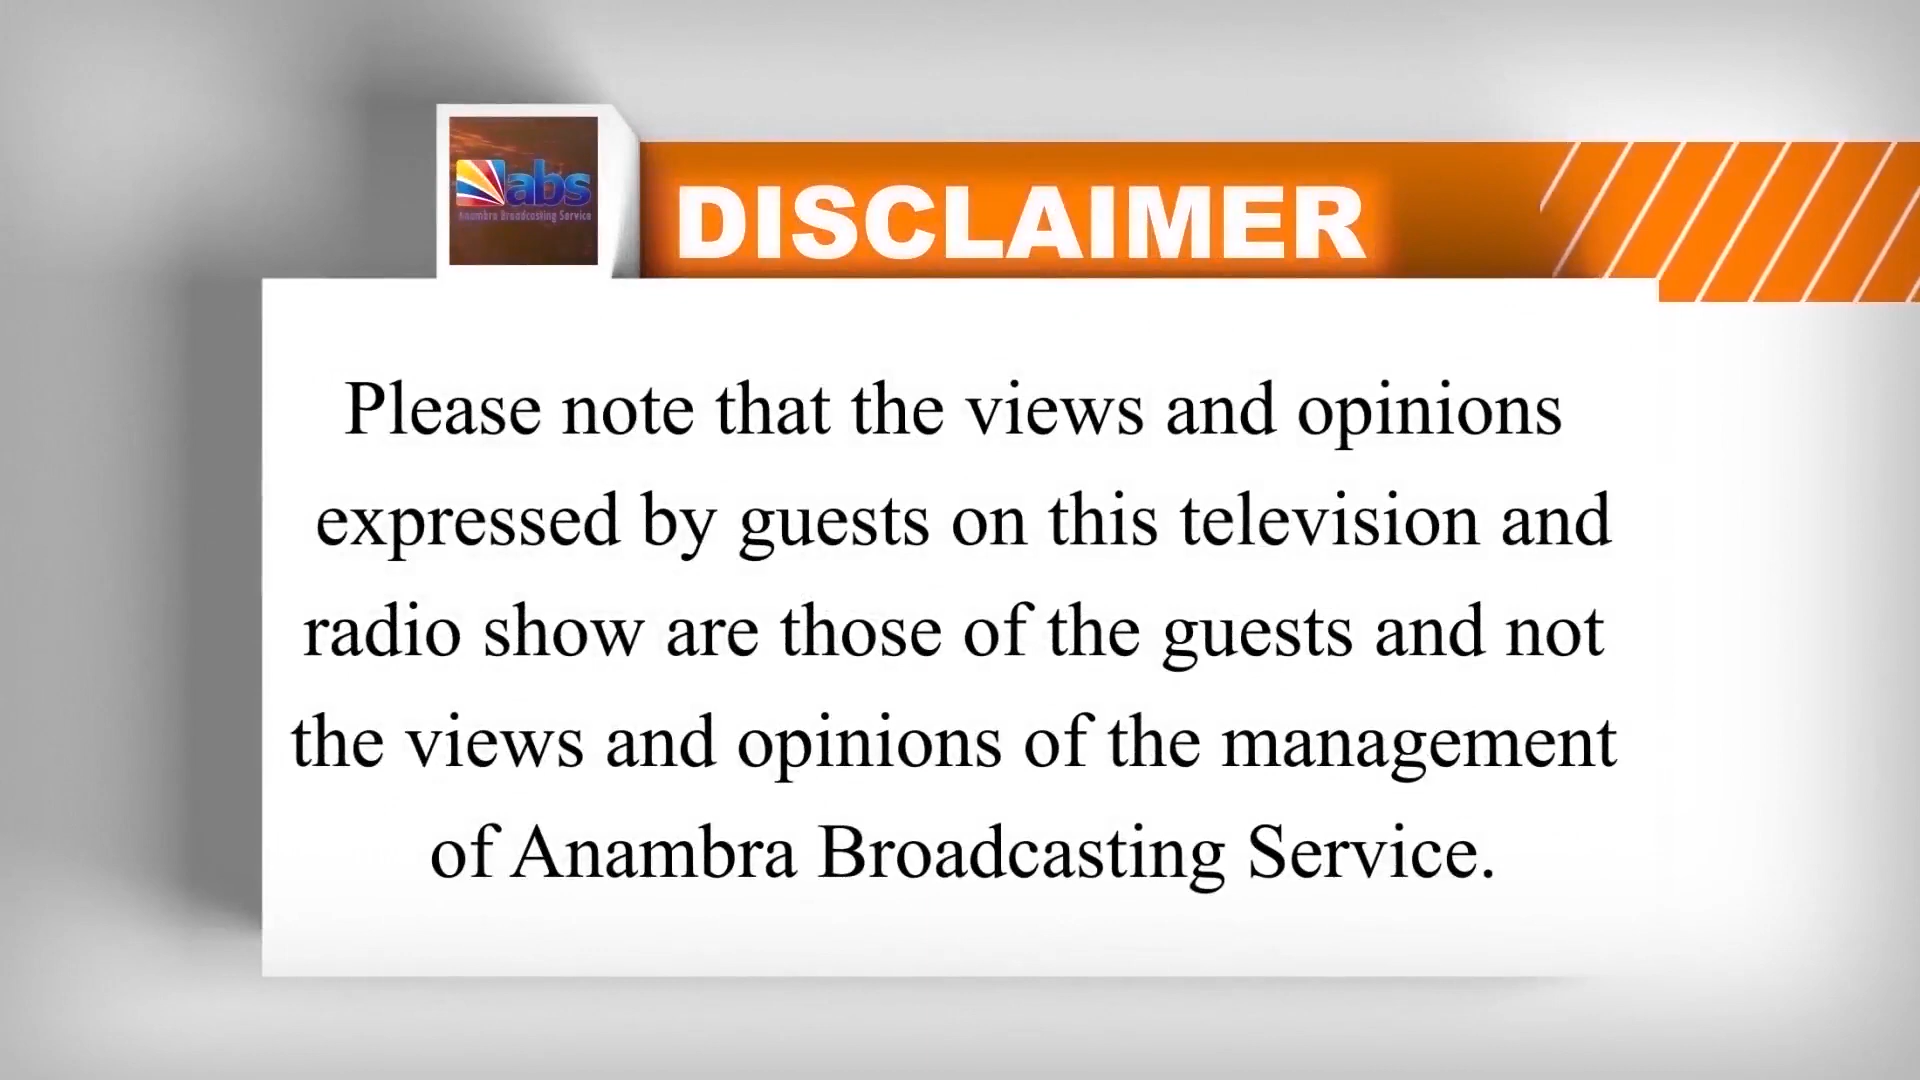 abs
Anambra Broadcasting Service
DISCLAIMER
Please note that the views and opinions
expressed by guests on this television and
radio show are those of the guests and not
the views and opinions of the management
of Anambra Broadcasting Service.